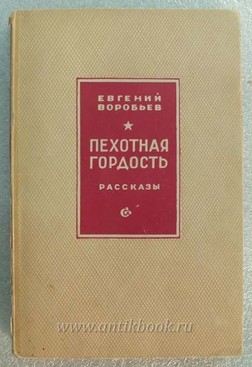 ЕВГЕНИЙ
ВОРОБЬЕВ
ПЕХОТНАЯ
ГОРДОСТЬ
РАССКАЗЫ
www.antikbook.ru